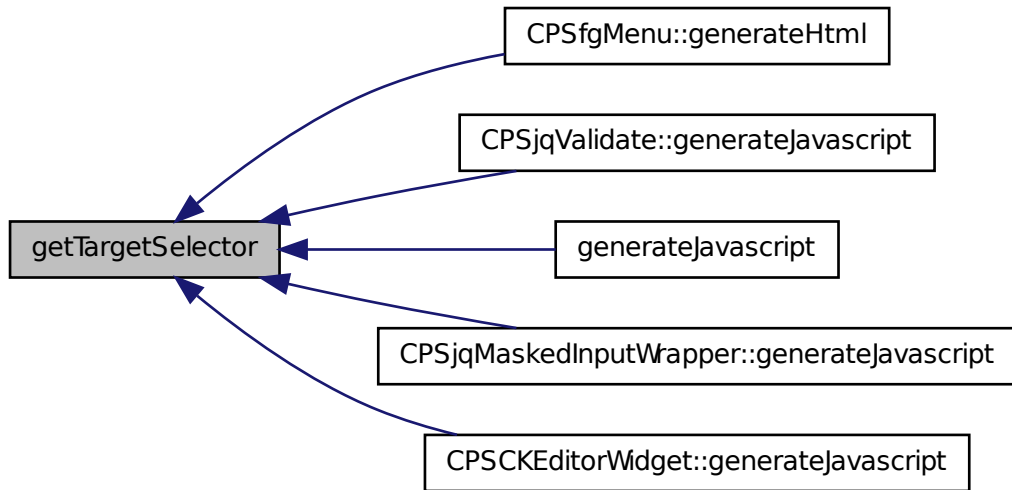 CPSfgMenu::generateHtml
CPSjqValidate::generateJavascript
getTargetSelector
generateJavascript
CPSjqMaskedInputWrapper::generateJavascript
CPSCKEditorWidget::generateJavascript